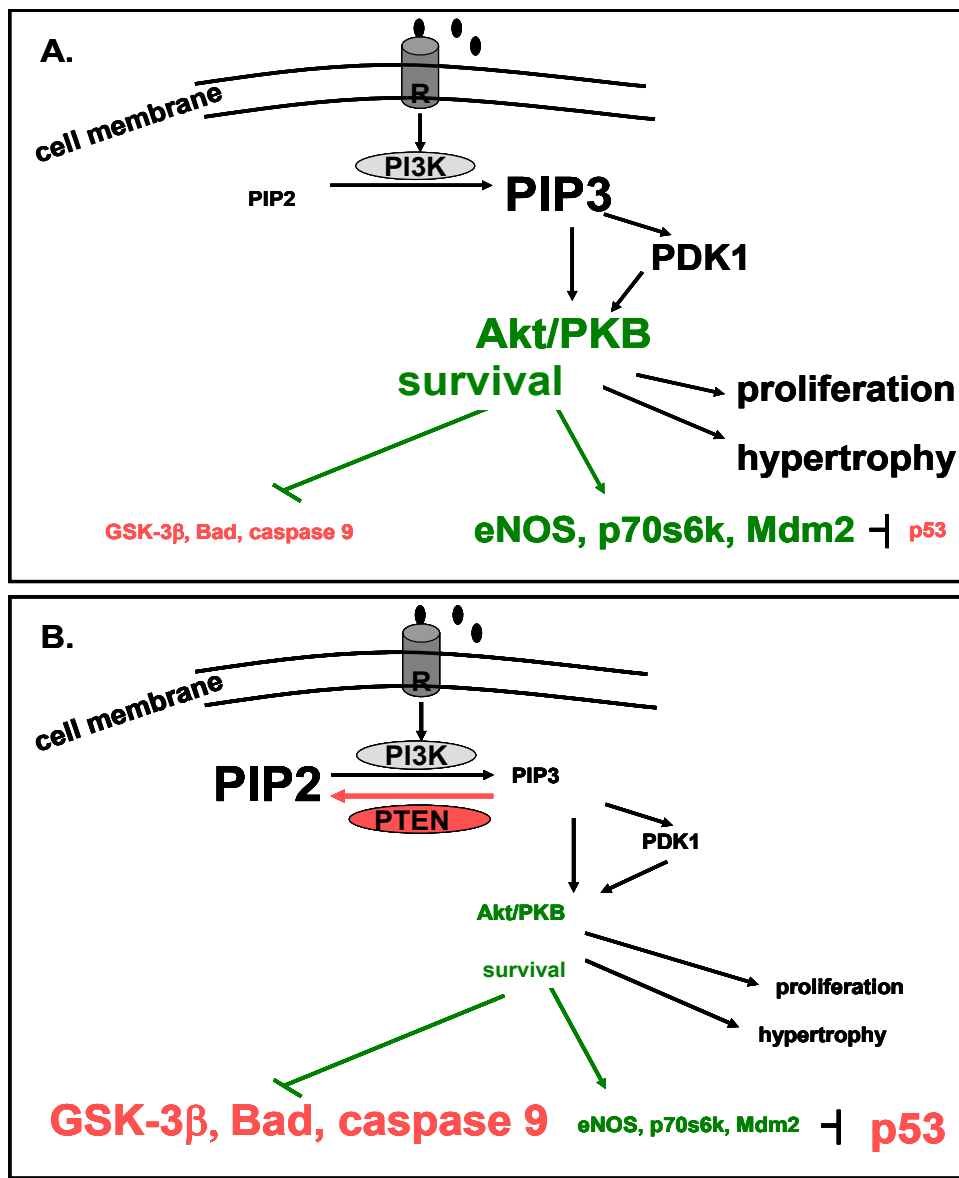 A.
R
cell membrane
PI3K
PIP2
PIP3
PDK1
Akt/PKB
survival
proliferation
hypertrophy
GSK-3β, Bad, caspase 9
eNOS, p70s6k, Mdm2
p53
B.
R
cell membrane
PI3K
PIP2
PIP3
PTEN
PDK1
Akt/PKB
survival
proliferation
hypertrophy
GSK-3β, Bad, caspase 9
eNOS, p70s6k, Mdm2
p53